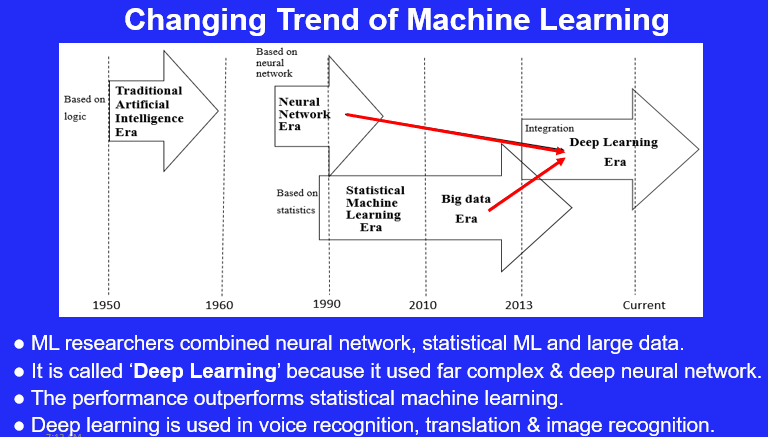 Changing Trend of Machine Learning
Based on
logic
Traditional
Artificial
Intelligence
Era
Based on
neural
network
Neural
Network
Era
Based on
statistics
Statistical
Machine
Learning
Era
Big data
Era
Integration
Deep Learning
Era
1950
1960
1990
2010
2013
Current
● ML researchers combined neural network, statistical ML and large data.
● It is called ‘Deep Learning’ because it used far complex & deep neural network.
● The performance outperforms statistical machine learning.
● Deep learning is used in voice recognition, translation & image recognition.